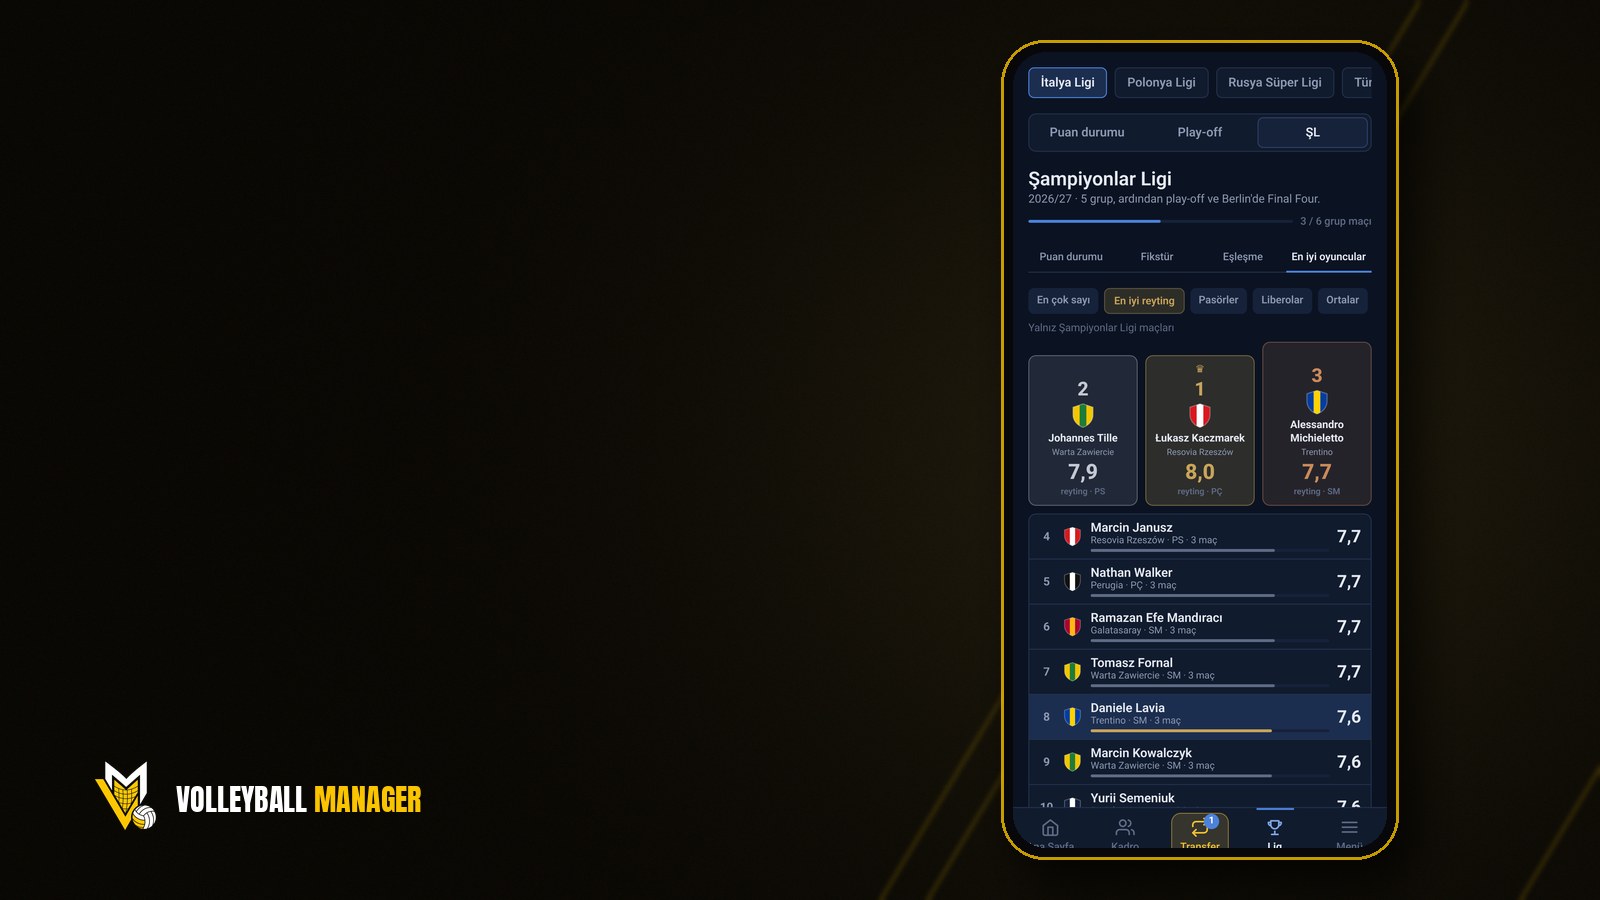 İtalya Ligi Polonya Ligi Rusya Süper Ligi Tür
Puan durumu Play-off ŞL
Şampiyonlar Ligi
2026/27 · 5 grup, ardından play-off ve Berlin'de Final Four.
3 / 6 grup maçı
Puan durumu Fikstür Eşleşme En iyi oyuncular
En çok sayı En iyi reyting Pasörler Liberolar Ortalar
Yalnız Şampiyonlar Ligi maçları
2
Johannes Tille
Warta Zawiercie
7,9
reyting · PS
1
Łukasz Kaczmarek
Resovia Rzeszów
8,0
reyting · PÇ
3
Alessandro
Michieletto
Trentino
7,7
reyting · SM
4 Marcin Janusz 7,7
Resovia Rzeszów · PS · 3 maç
5 Nathan Walker 7,7
Perugia · PÇ · 3 maç
6 Ramazan Efe Mandıracı 7,7
Galatasaray · SM · 3 maç
7 Tomasz Fornal 7,7
Warta Zawiercie · SM · 3 maç
8 Daniele Lavia 7,6
Trentino · SM · 3 maç
9 Marcin Kowalczyk 7,6
Warta Zawiercie · SM · 3 maç
10 Yurii Semeniuk 7,6
1
Sayfa Kadro Transfer Lig Menü
VOLLEYBALL MANAGER